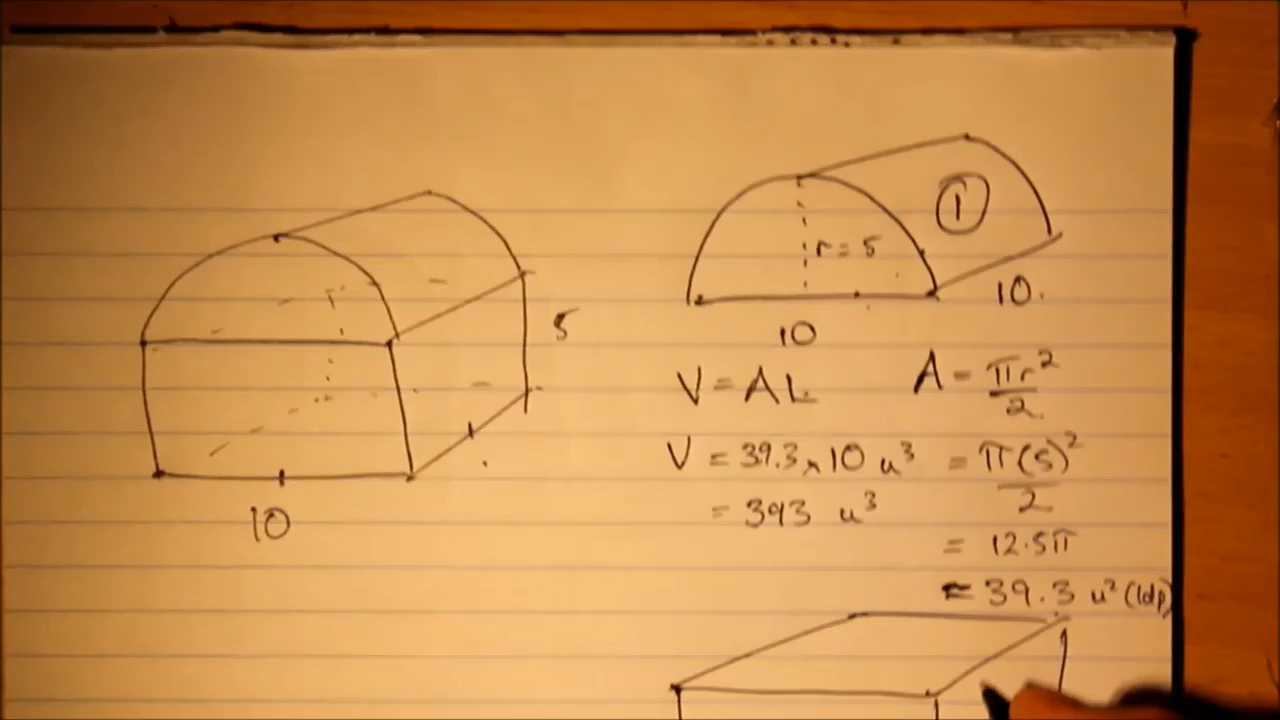 5
10
①
r = 5
10
10
V = AL
A = πr²/2
V = 39.3 × 10 u³
= π(5)²/2
= 393 u³
= 12.5π
≈ 39.3 u² (1dp)